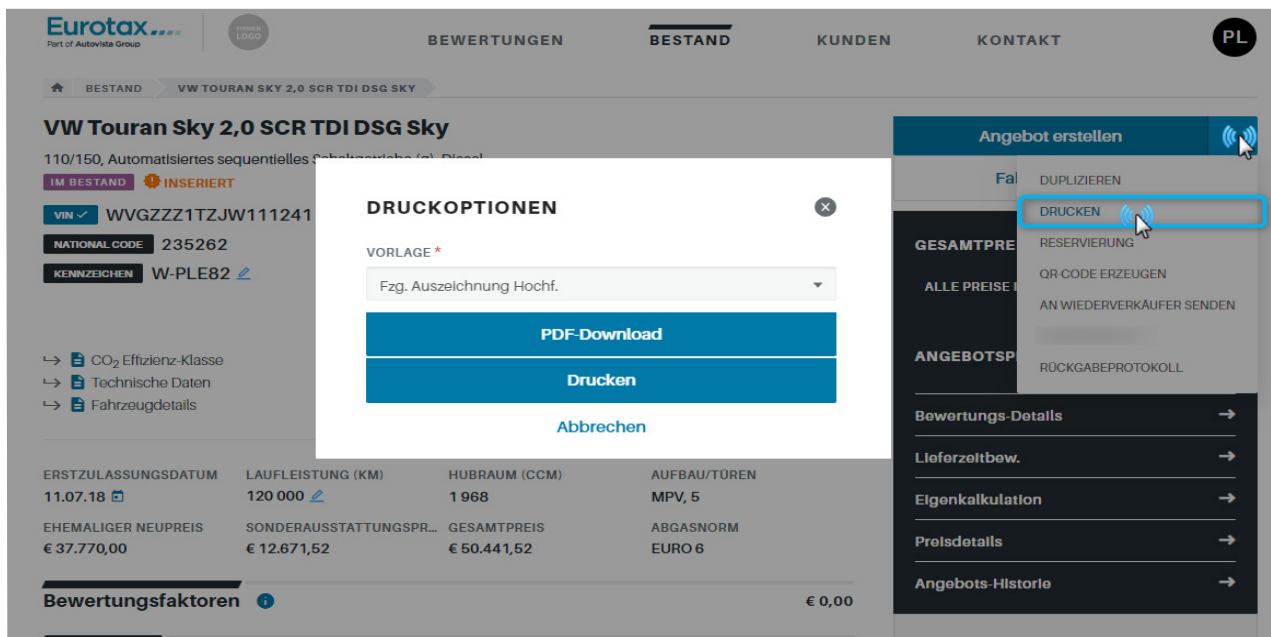 Eurotax....
Part of Autovista Group
FIRMEN LOGO
BEWERTUNGEN
BESTAND
KUNDEN
KONTAKT
PL
BESTAND
VW TOURAN SKY 2,0 SCR TDI DSG SKY
VW Touran Sky 2,0 SCR TDI DSG Sky
110/150, Automatisiertes sequentielles Schaltgetriebe (g), Diesel
IM BESTAND
INSERIERT
VIN
WVGZZZ1TZJW111241
NATIONAL CODE 235262
KENNZEICHEN W-PLE82
CO₂ Effizienz-Klasse
Technische Daten
Fahrzeugdetails
DRUCKOPTIONEN
VORLAGE *
Fzg. Auszeichnung Hochf.
PDF-Download
Drucken
Abbrechen
Angebot erstellen
Fal
DUPLIZIEREN
DRUCKEN
RESERVIERUNG
QR-CODE ERZEUGEN
AN WIEDERVERKÄUFER SENDEN
RÜCKGABEPROTOKOLL
GESAMTPRE
ALLE PREISE I
ANGEBOTSP
Bewertungs-Details
Lieferzeitbew.
Eigenkalkulation
Preisdetails
Angebots-Historie
ERSTZULASSUNGSDATUM LAUFLEISTUNG (KM) HUBRAUM (CCM) AUFBAU/TÜREN
11.07.18 120 000 1 968 MPV, 5
EHEMALIGER NEUPREIS SONDERAUSSTATTUNGSPR... GESAMTPREIS ABGASNORM
€ 37.770,00 € 12.671,52 € 50.441,52 EURO 6
Bewertungsfaktoren € 0,00